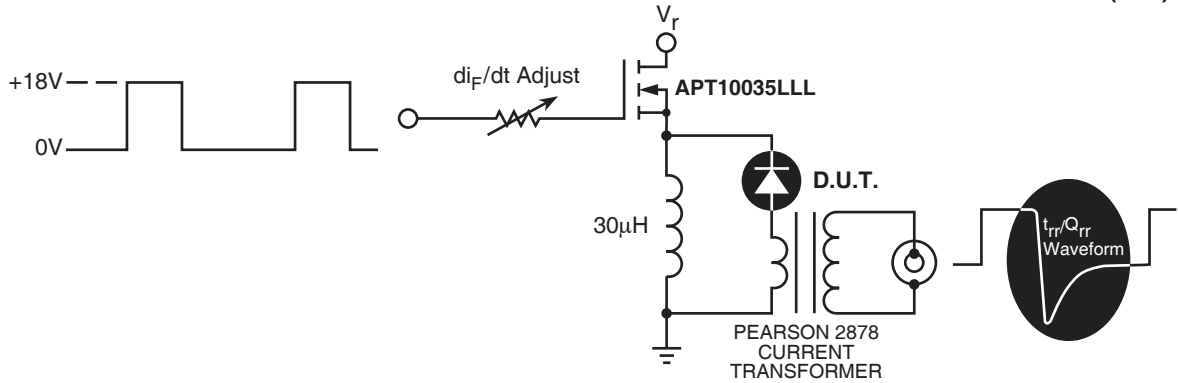 V_r
+18V
0V
di_F/dt Adjust
APT10035LLL
D.U.T.
30μH
t_rr/Q_rr
Waveform
PEARSON 2878
CURRENT
TRANSFORMER